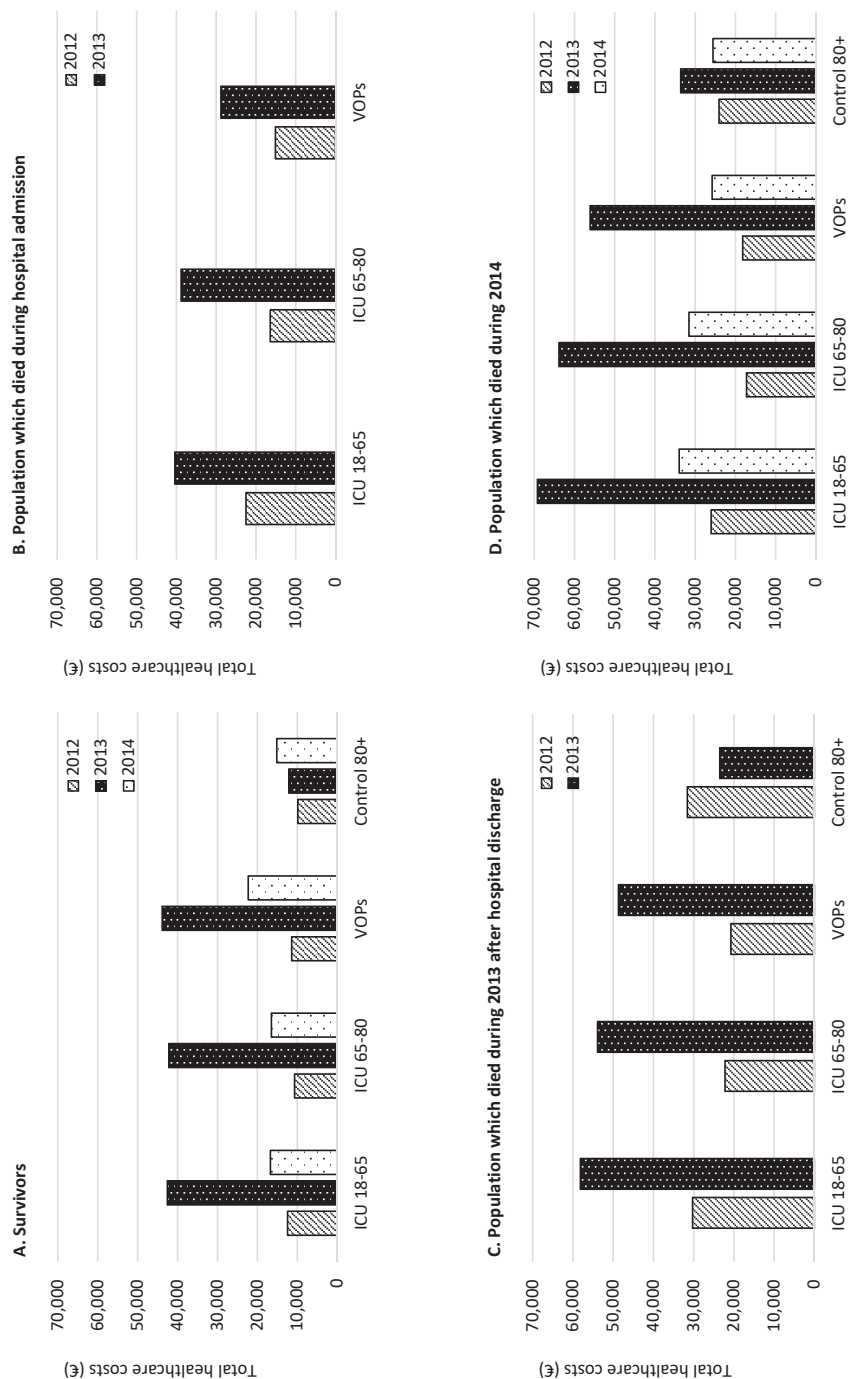 A. Survivors
Total healthcare costs (€)
70,000
60,000
50,000
40,000
30,000
20,000
10,000
0
2012
2013
2014
ICU 18-65
ICU 65-80
VOPs
Control 80+
B. Population which died during hospital admission
Total healthcare costs (€)
70,000
60,000
50,000
40,000
30,000
20,000
10,000
0
2012
2013
ICU 18-65
ICU 65-80
VOPs
C. Population which died during 2013 after hospital discharge
Total healthcare costs (€)
70,000
60,000
50,000
40,000
30,000
20,000
10,000
0
2012
2013
ICU 18-65
ICU 65-80
VOPs
Control 80+
D. Population which died during 2014
Total healthcare costs (€)
70,000
60,000
50,000
40,000
30,000
20,000
10,000
0
2012
2013
2014
ICU 18-65
ICU 65-80
VOPs
Control 80+